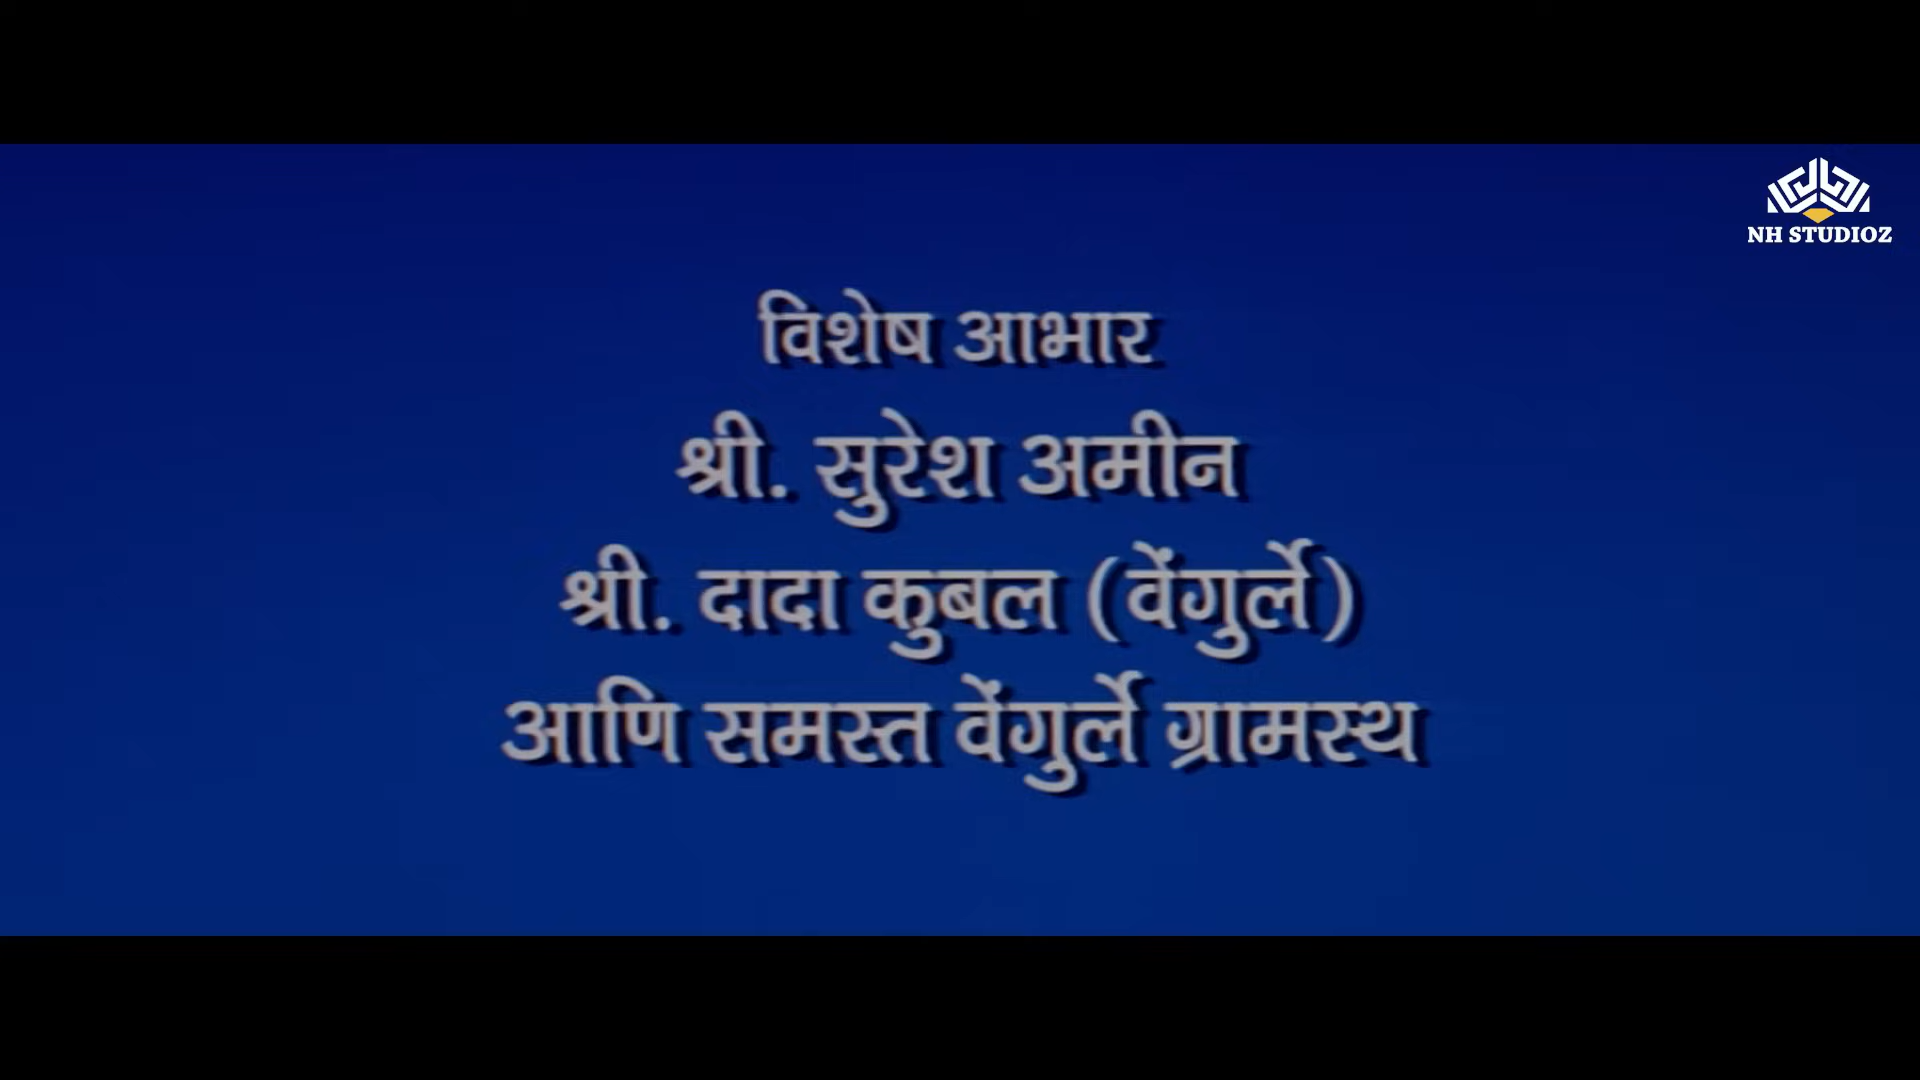 NH STUDIOZ
विशेष आभार
श्री. सुरेश अमीन
श्री. दादा कुबल (वेंगुर्ले)
आणि समस्त वेंगुर्ले ग्रामस्थ